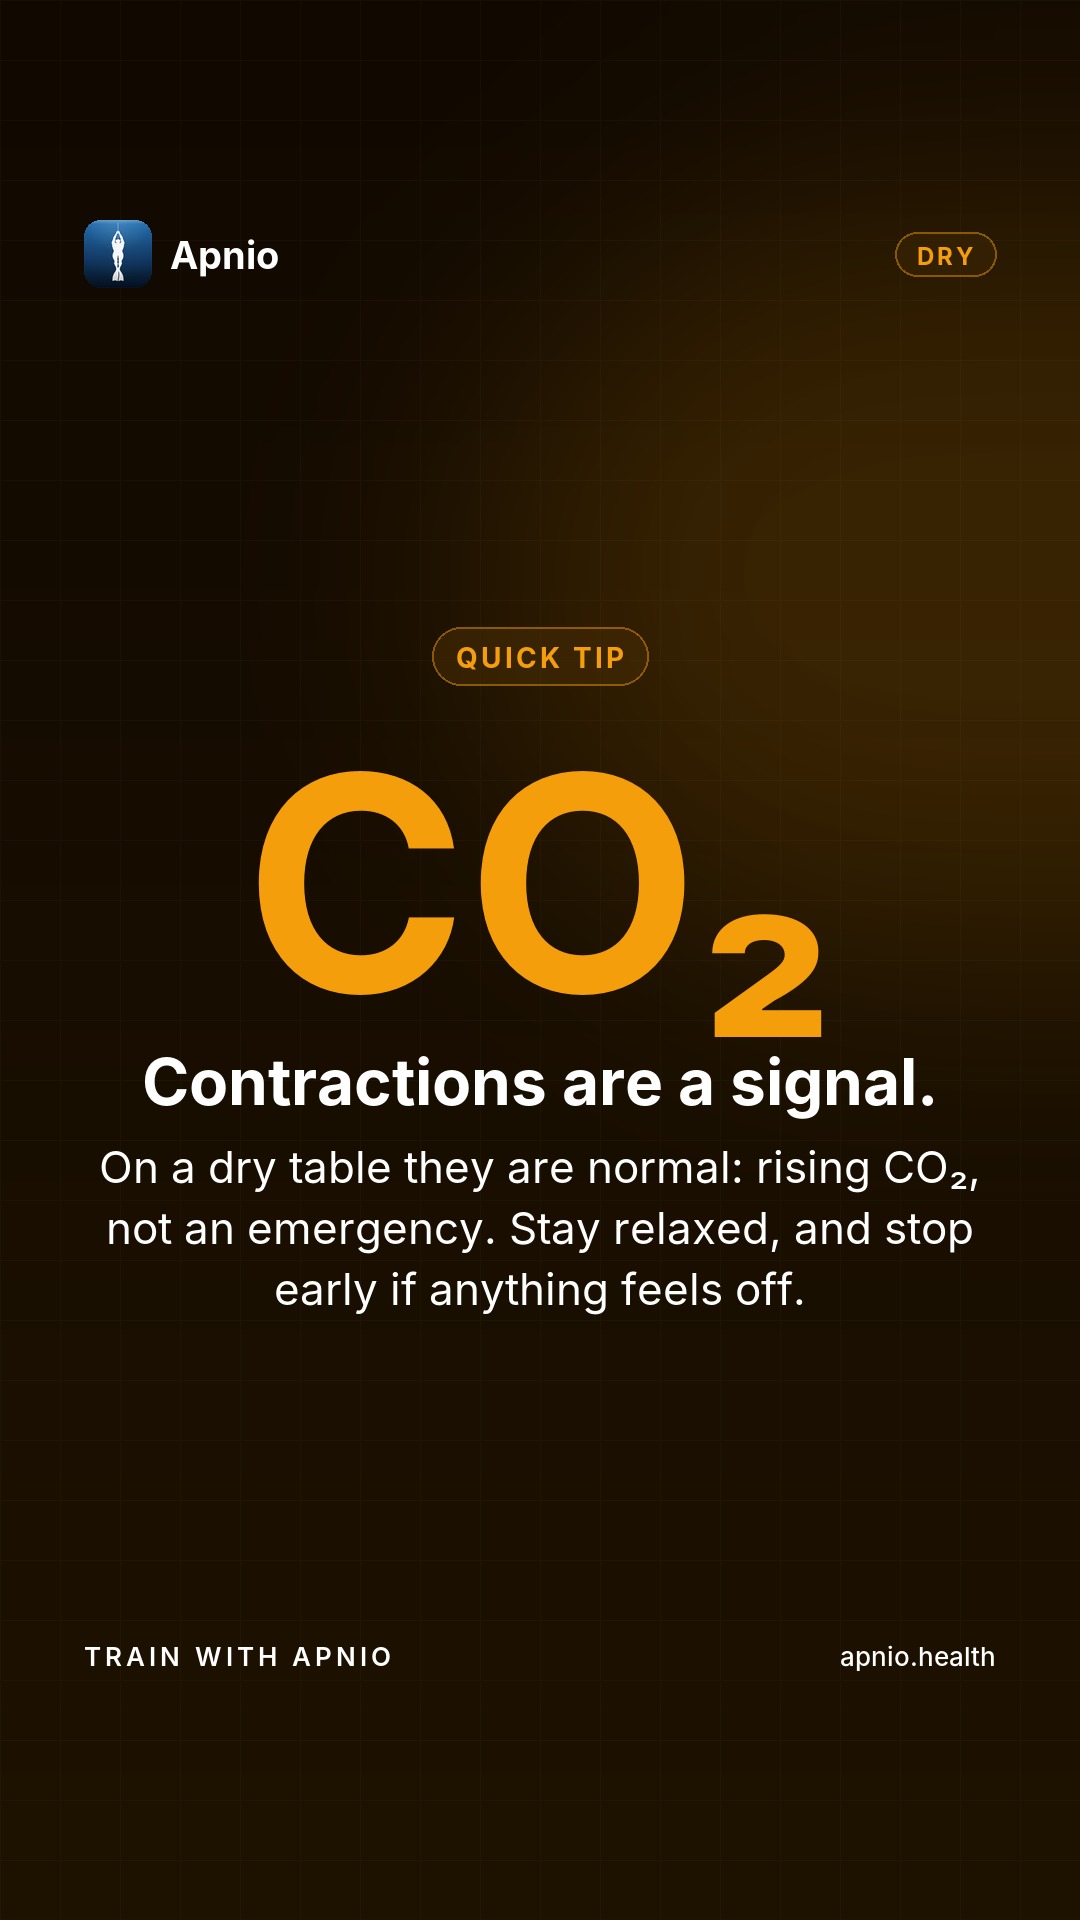 Apnio
DRY
QUICK TIP
CO₂
Contractions are a signal.
On a dry table they are normal: rising CO₂,
not an emergency. Stay relaxed, and stop
early if anything feels off.
TRAIN WITH APNIO
apnio.health